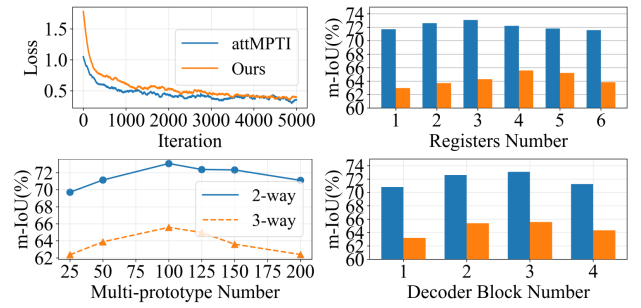 Loss
1.5
1.0
0.5
attMPTI
Ours
0 1000 2000 3000 4000 5000
Iteration
m-IoU(%)
74
72
70
68
66
64
62
60
1 2 3 4 5 6
Registers Number
m-IoU(%)
72
70
68
66
64
62
2-way
3-way
25 50 75 100 125 150 175 200
Multi-prototype Number
m-IoU(%)
74
72
70
68
66
64
62
60
1 2 3 4
Decoder Block Number